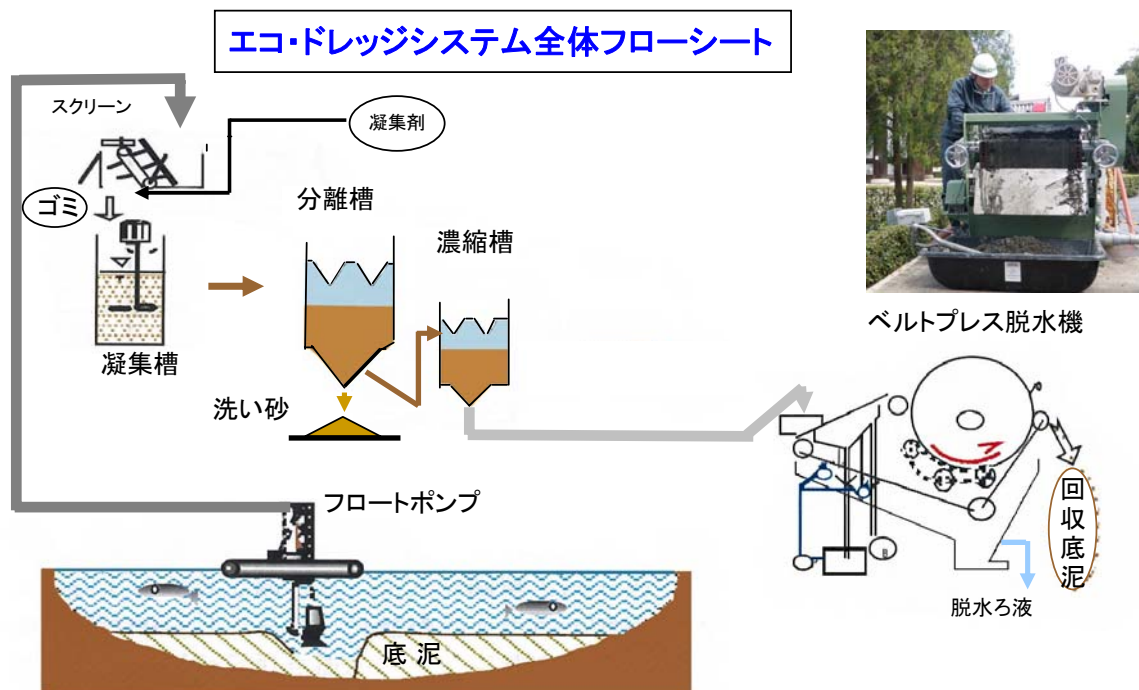 エコ・ドレッジシステム全体フローシート
スクリーン
凝集剤
ゴミ
分離槽
濃縮槽
凝集槽
洗い砂
ベルトプレス脱水機
フロートポンプ
底 泥
回収底泥
脱水ろ液
B